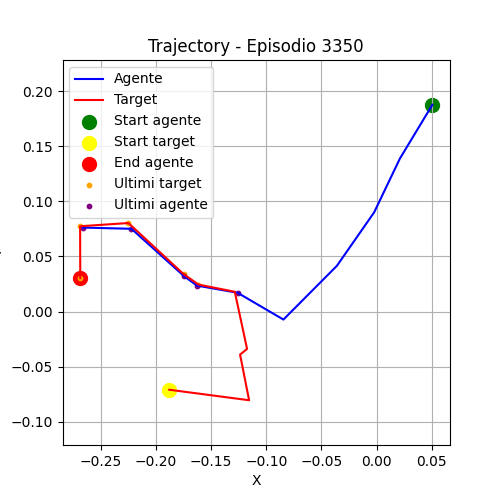 Trajectory - Episodio 3350
Agente
Target
Start agente
Start target
End agente
Ultimi target
Ultimi agente
0.20
0.15
0.10
0.05
0.00
−0.05
−0.10
−0.25
−0.20
−0.15
−0.10
−0.05
0.00
0.05
X